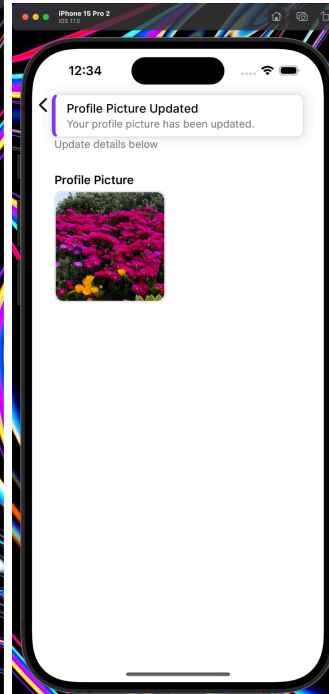 iPhone 15 Pro 2
iOS 17.0
12:34
Profile Picture Updated
Your profile picture has been updated.
Update details below
Profile Picture